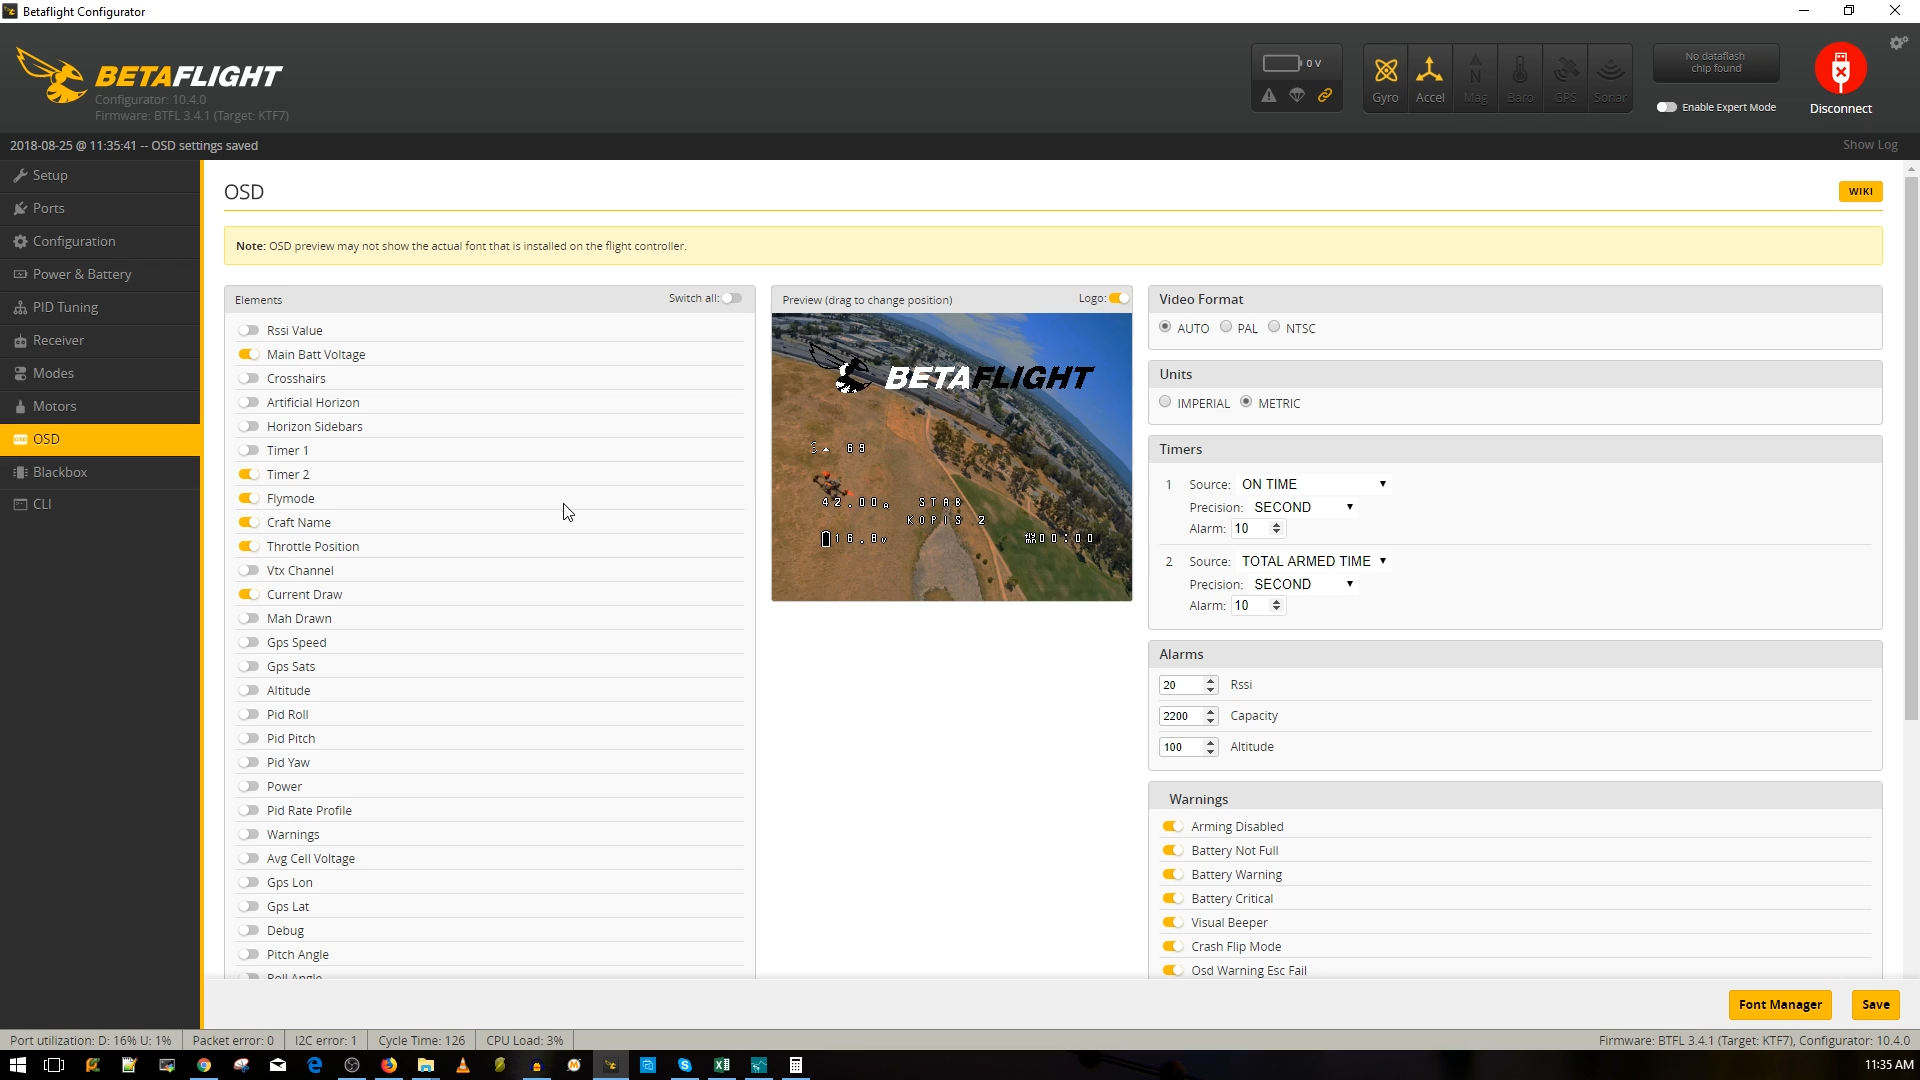 Betaflight Configurator
BETAFLIGHT
Configurator: 10.4.0
Firmware: BTFL 3.4.1 (Target: KTF7)
0 V
Gyro
Accel
Mag
Baro
GPS
Sonar
No dataflash
chip found
Enable Expert Mode
Disconnect
2018-08-25 @ 11:35:41 -- OSD settings saved
Show Log
Setup
Ports
Configuration
Power & Battery
PID Tuning
Receiver
Modes
Motors
OSD
Blackbox
CLI
OSD
WIKI
Note: OSD preview may not show the actual font that is installed on the flight controller.
Elements
Switch all:
Rssi Value
Main Batt Voltage
Crosshairs
Artificial Horizon
Horizon Sidebars
Timer 1
Timer 2
Flymode
Craft Name
Throttle Position
Vtx Channel
Current Draw
Mah Drawn
Gps Speed
Gps Sats
Altitude
Pid Roll
Pid Pitch
Pid Yaw
Power
Pid Rate Profile
Warnings
Avg Cell Voltage
Gps Lon
Gps Lat
Debug
Pitch Angle
Roll Angle
Preview (drag to change position)
Logo:
BETAFLIGHT
69
42.00A STAB
KOPIS 2
16.8V 00:00
Video Format
AUTO PAL NTSC
Units
IMPERIAL METRIC
Timers
1 Source: ON TIME
Precision: SECOND
Alarm: 10
2 Source: TOTAL ARMED TIME
Precision: SECOND
Alarm: 10
Alarms
20 Rssi
2200 Capacity
100 Altitude
Warnings
Arming Disabled
Battery Not Full
Battery Warning
Battery Critical
Visual Beeper
Crash Flip Mode
Osd Warning Esc Fail
Font Manager
Save
Port utilization: D: 16% U: 1%
Packet error: 0
I2C error: 1
Cycle Time: 126
CPU Load: 3%
Firmware: BTFL 3.4.1 (Target: KTF7), Configurator: 10.4.0
11:35 AM